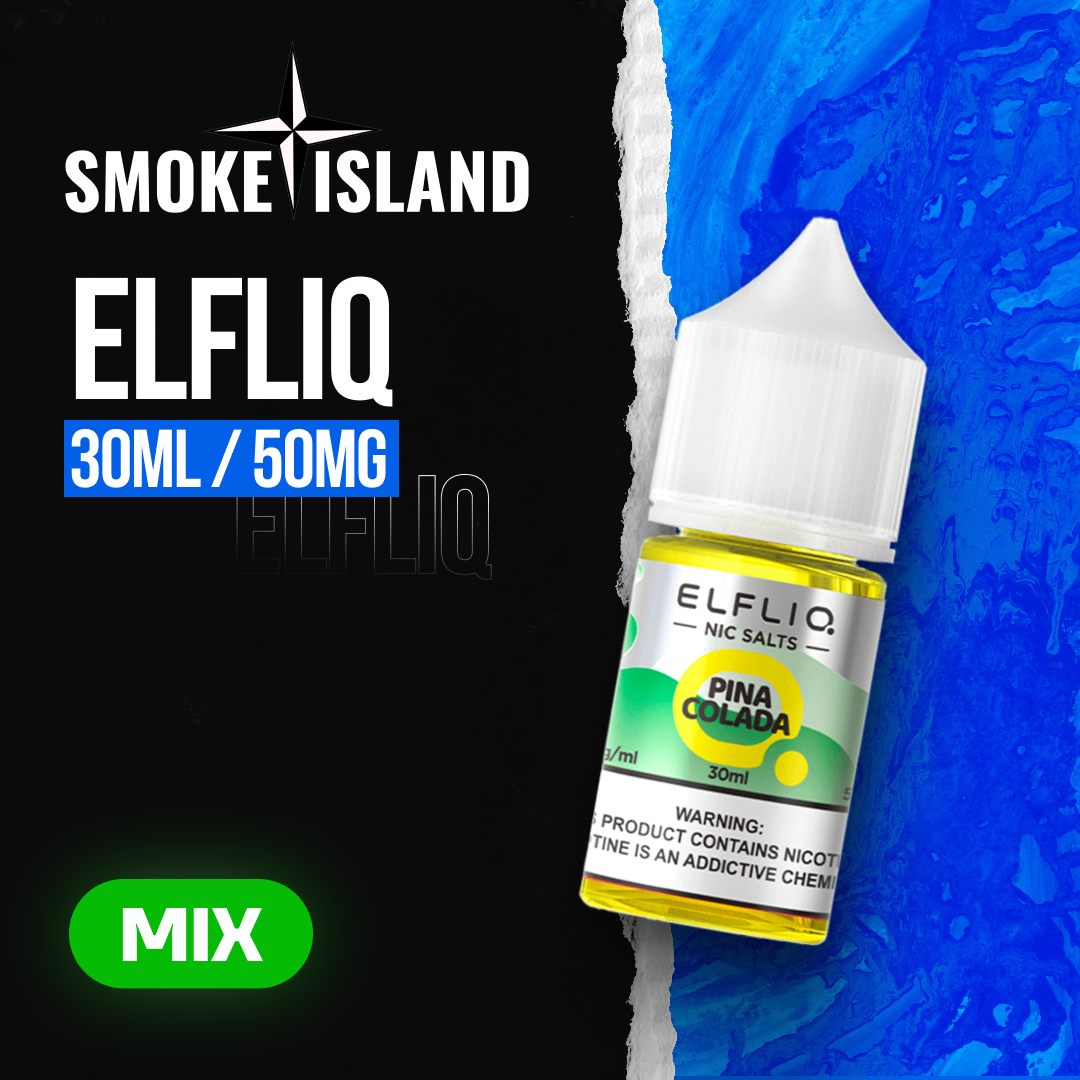 SMOKE ISLAND
ELFLIQ
30ML / 50MG
ELFLIQ
ELFLIQ
NIC SALTS
PINA
COLADA
g/ml
30ml
5
WARNING:
S PRODUCT CONTAINS NICOT
TINE IS AN ADDICTIVE CHEMI
MIX